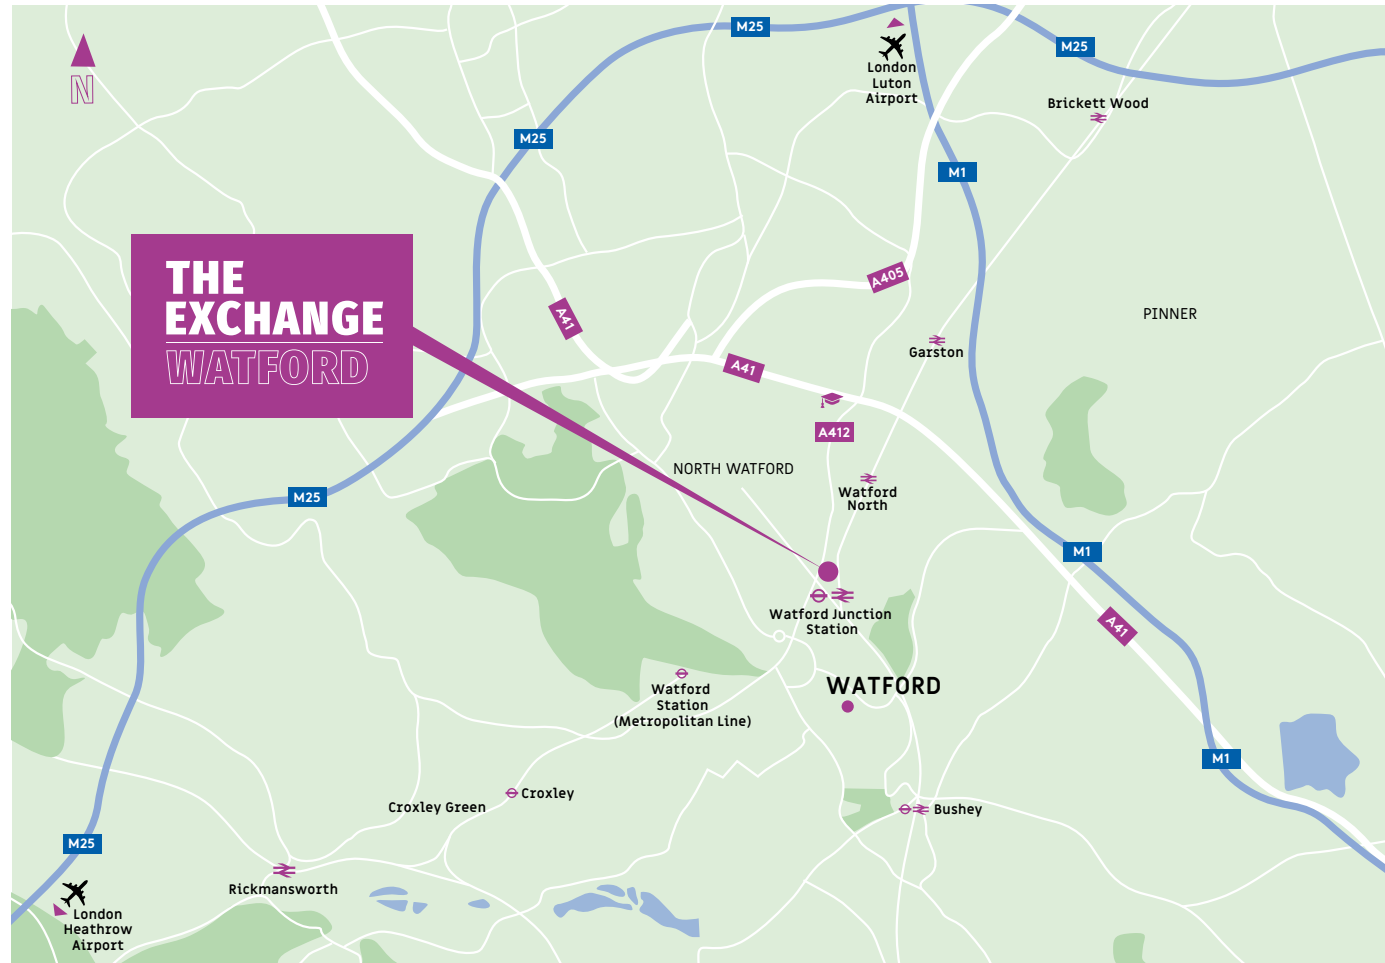 M25
M25
N
London
Luton
Airport
Brickett Wood
M25
M1
THE
EXCHANGE
WATFORD
A405
A41
PINNER
Garston
A41
A412
NORTH WATFORD
Watford
North
M25
M1
Watford Junction
Station
A41
WATFORD
Watford
Station
(Metropolitan Line)
M1
Croxley
Croxley Green
Bushey
M25
Rickmansworth
London
Heathrow
Airport